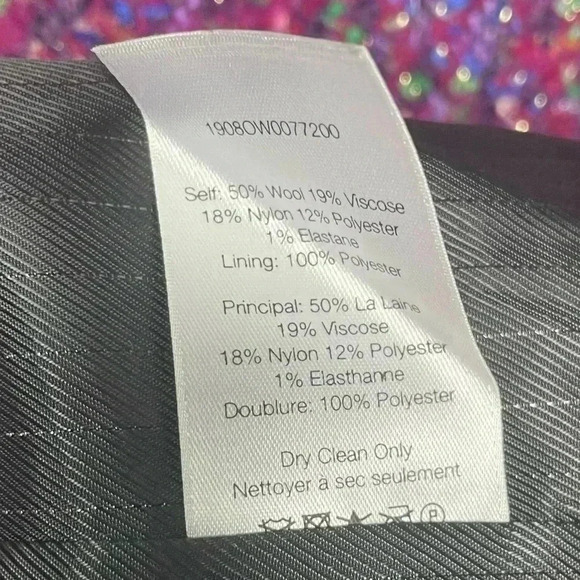 1908OW0077200
Self: 50% Wool 19% Viscose
18% Nylon 12% Polyester
1% Elastane
Lining: 100% Polyester
Principal: 50% La Laine
19% Viscose
18% Nylon 12% Polyester
1% Elasthanne
Doublure: 100% Polyester
Dry Clean Only
Nettoyer à sec seulement
P